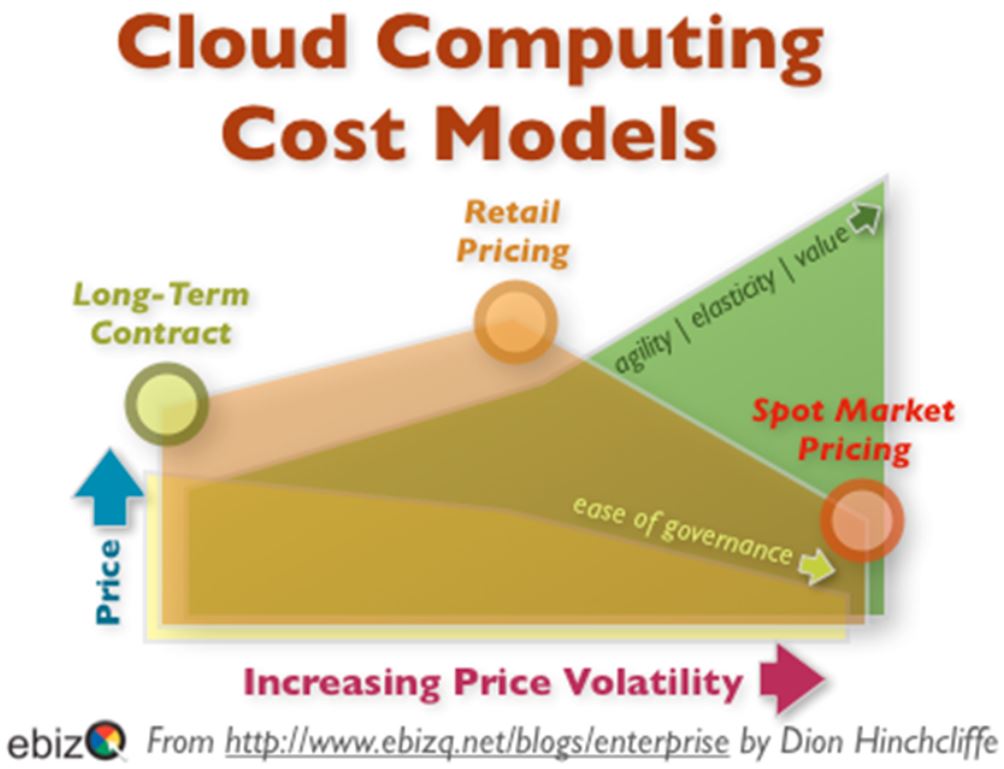 Cloud Computing
Cost Models
Retail
Pricing
Long-Term
Contract
agility | elasticity | value
Spot Market
Pricing
ease of governance
Price
Increasing Price Volatility
ebizQ From http://www.ebizq.net/blogs/enterprise by Dion Hinchcliffe